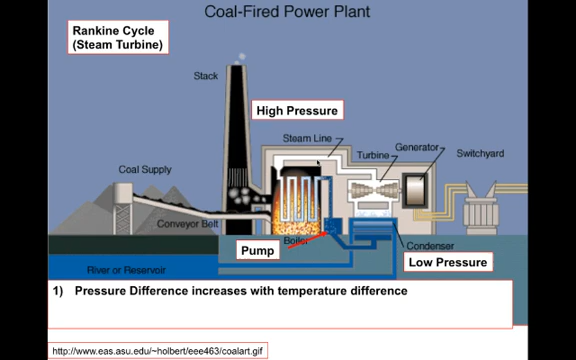 Coal-Fired Power Plant
Rankine Cycle
(Steam Turbine)
Stack
High Pressure
Steam Line
Turbine
Generator
Switchyard
Coal Supply
Conveyor Belt
Boiler
Pump
Condenser
Low Pressure
River or Reservoir
1) Pressure Difference increases with temperature difference
http://www.eas.asu.edu/~holbert/eee463/coalart.gif